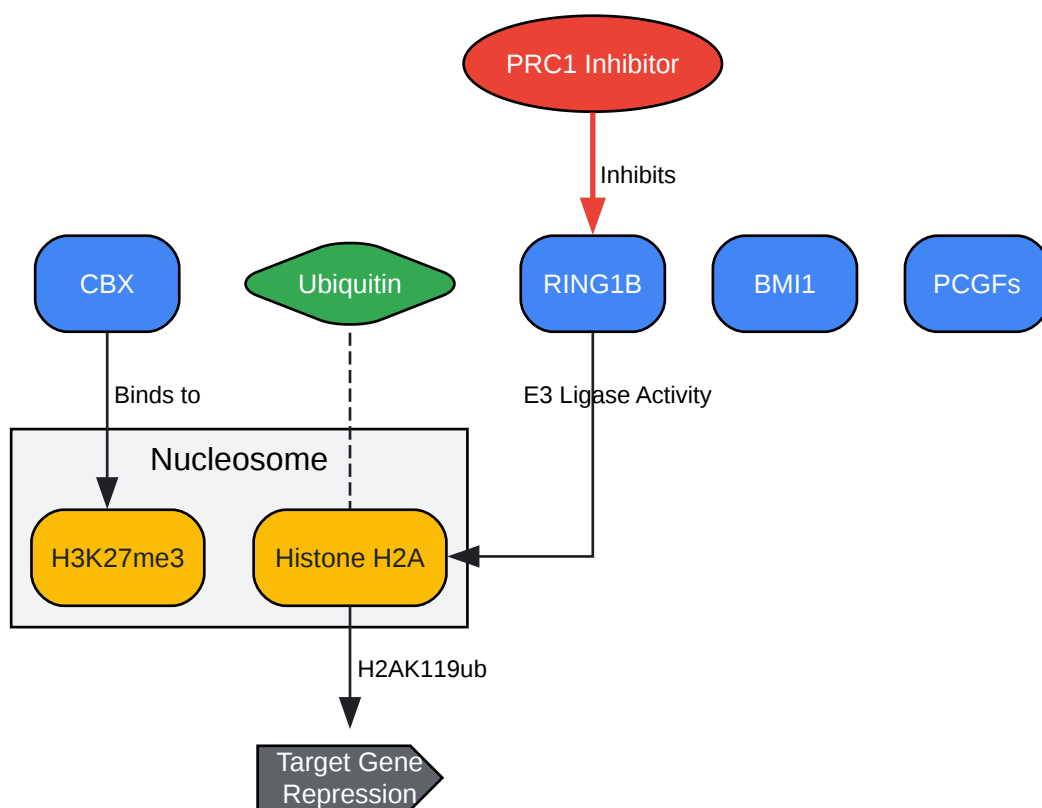 PRC1 Inhibitor
Inhibits
CBX
Ubiquitin
RING1B
BMI1
PCGFs
Binds to
E3 Ligase Activity
Nucleosome
H3K27me3
Histone H2A
H2AK119ub
Target Gene
Repression